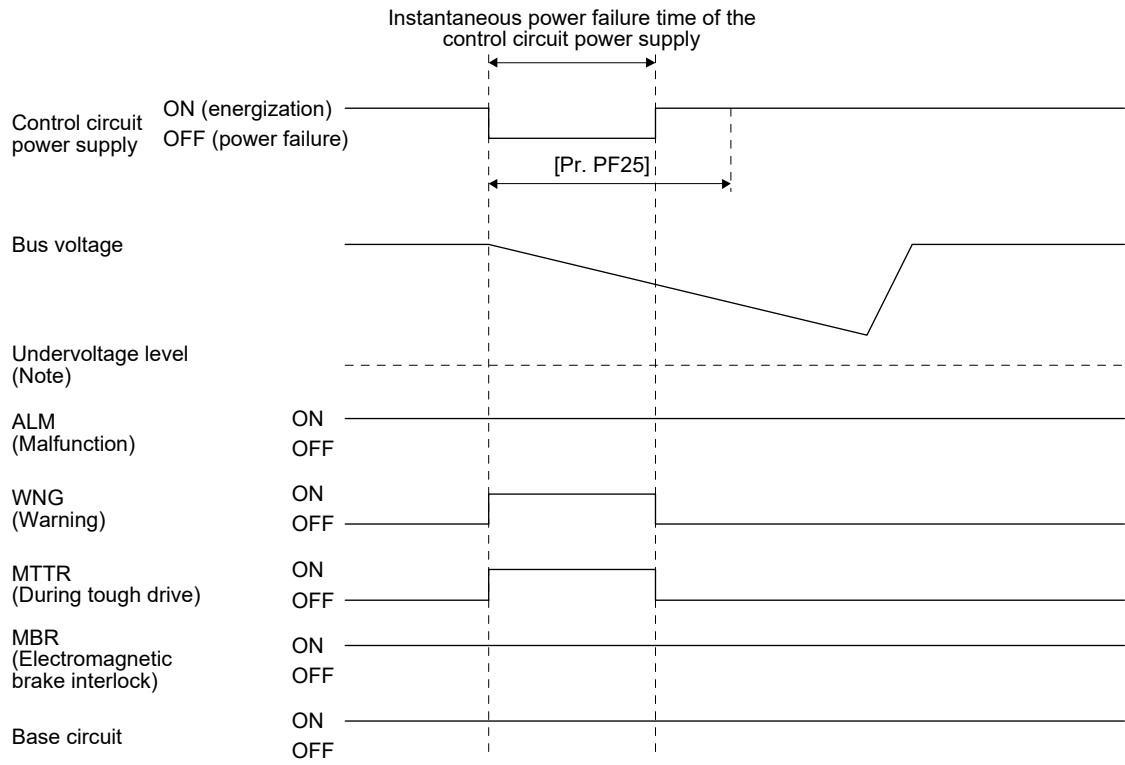 Instantaneous power failure time of the
control circuit power supply
Control circuit
power supply
ON (energization)
OFF (power failure)
[Pr. PF25]
Bus voltage
Undervoltage level
(Note)
ALM
(Malfunction)
ON
OFF
WNG
(Warning)
ON
OFF
MTTR
(During tough drive)
ON
OFF
MBR
(Electromagnetic
brake interlock)
ON
OFF
Base circuit
ON
OFF